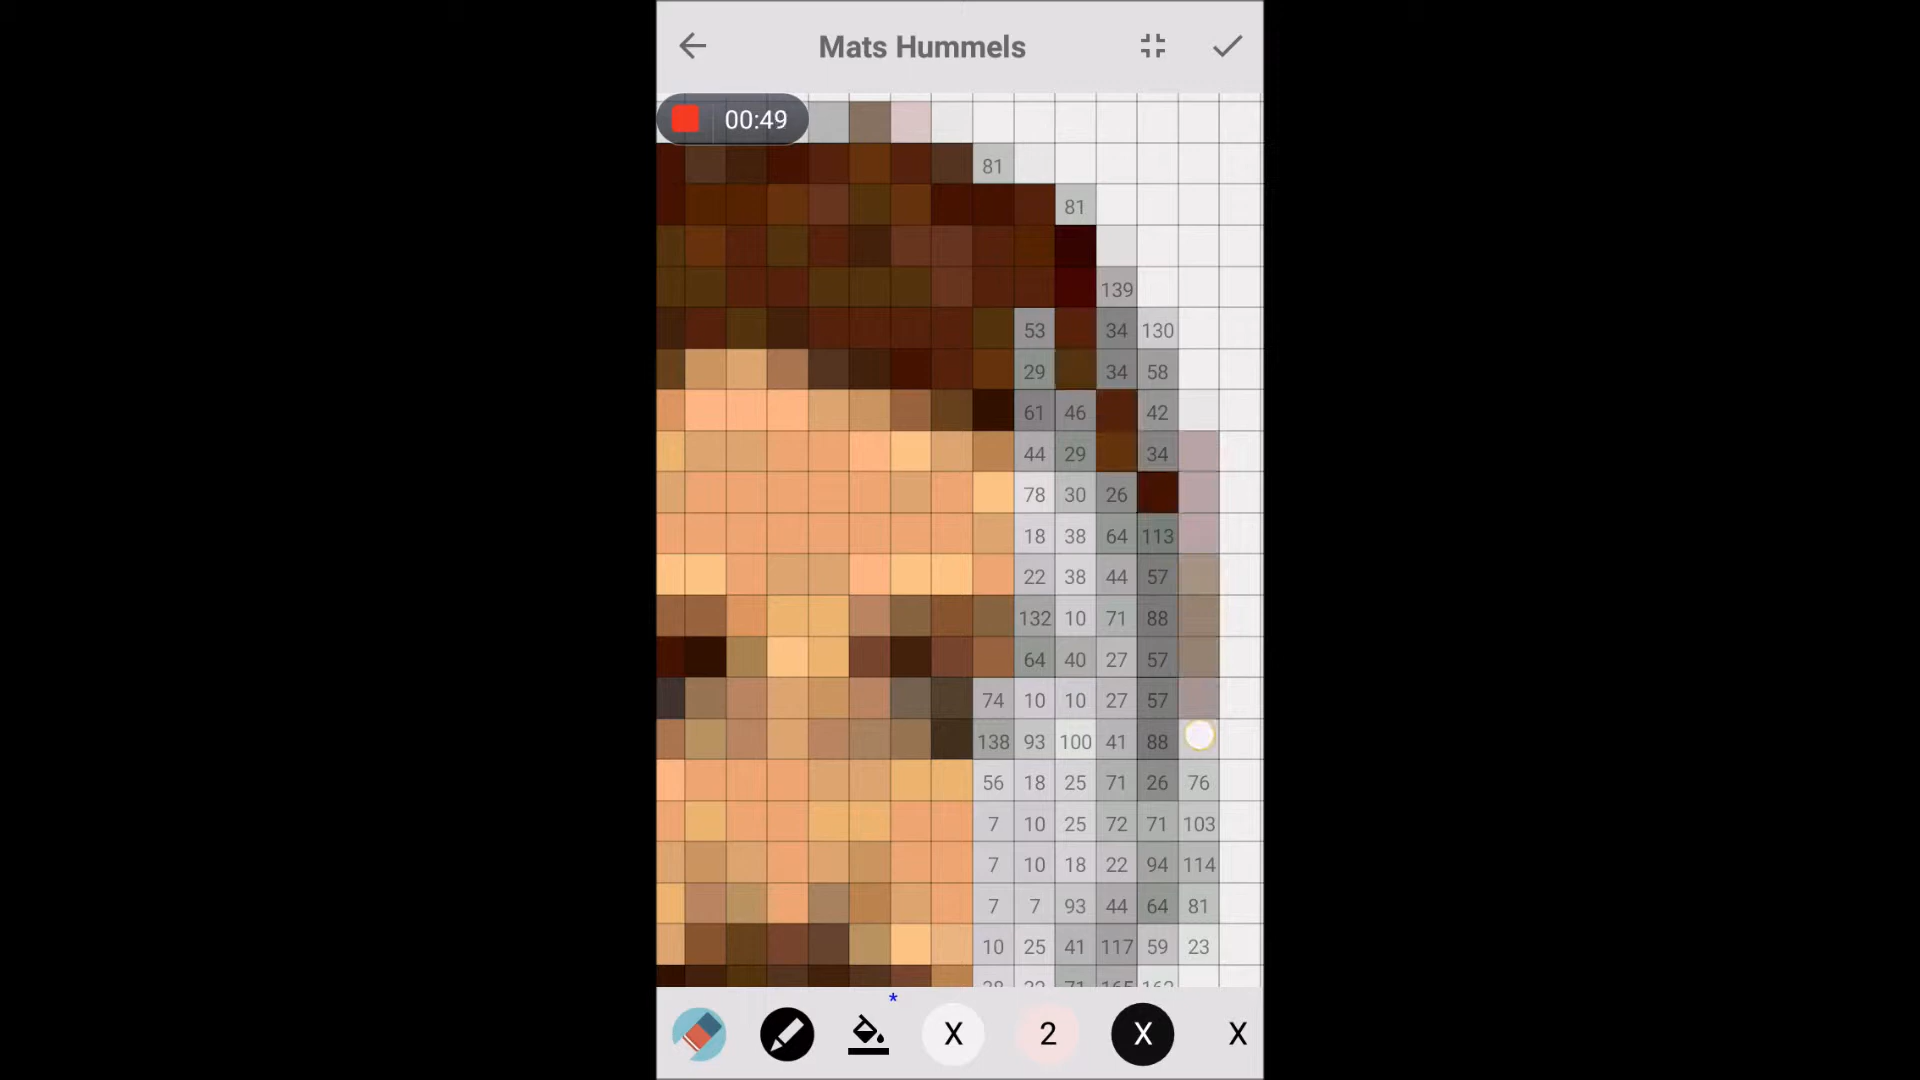 Mats Hummels
00:49
81
81
139
53 34 130
29 34 58
61 46 42
44 29 34
78 30 26
18 38 64 113
22 38 44 57
132 10 71 88
64 40 27 57
74 10 10 27 57
138 93 100 41 88
56 18 25 71 26 76
7 10 25 72 71 103
7 10 18 22 94 114
7 7 93 44 64 81
10 25 41 117 59 23
*
X 2 X X